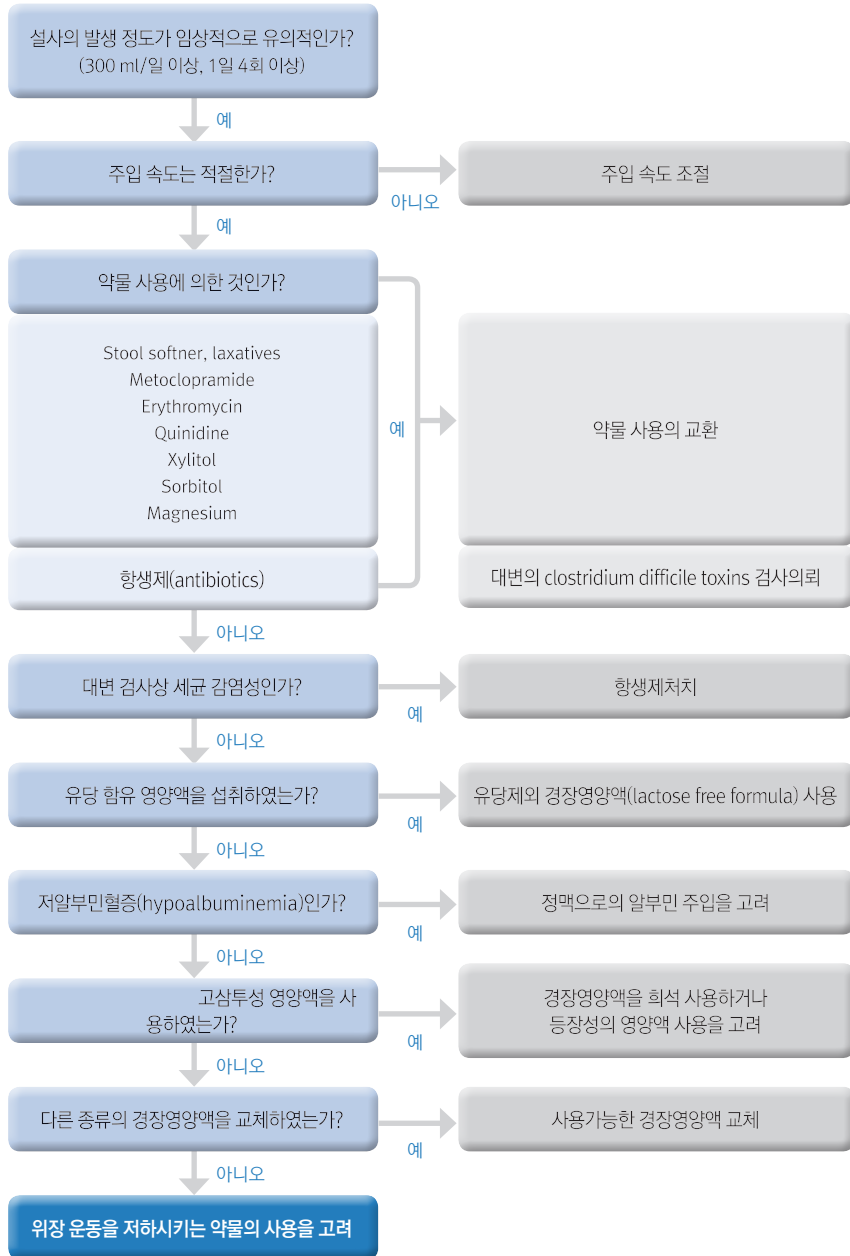 설사의 발생 정도가 임상적으로 유의적인가?
(300 ml/일 이상, 1일 4회 이상)
예
주입 속도는 적절한가?
아니오
주입 속도 조절
예
약물 사용에 의한 것인가?
Stool softner, laxatives
Metoclopramide
Erythromycin
Quinidine
Xylitol
Sorbitol
Magnesium
항생제(antibiotics)
예
약물 사용의 교환
대변의 clostridium difficile toxins 검사의뢰
아니오
대변 검사상 세균 감염성인가?
예
항생제처치
아니오
유당 함유 영양액을 섭취하였는가?
예
유당제외 경장영양액(lactose free formula) 사용
아니오
저알부민혈증(hypoalbuminemia)인가?
예
정맥으로의 알부민 주입을 고려
아니오
고삼투성 영양액을 사
용하였는가?
예
경장영양액을 희석 사용하거나
등장성의 영양액 사용을 고려
아니오
다른 종류의 경장영양액을 교체하였는가?
예
사용가능한 경장영양액 교체
아니오
위장 운동을 저하시키는 약물의 사용을 고려